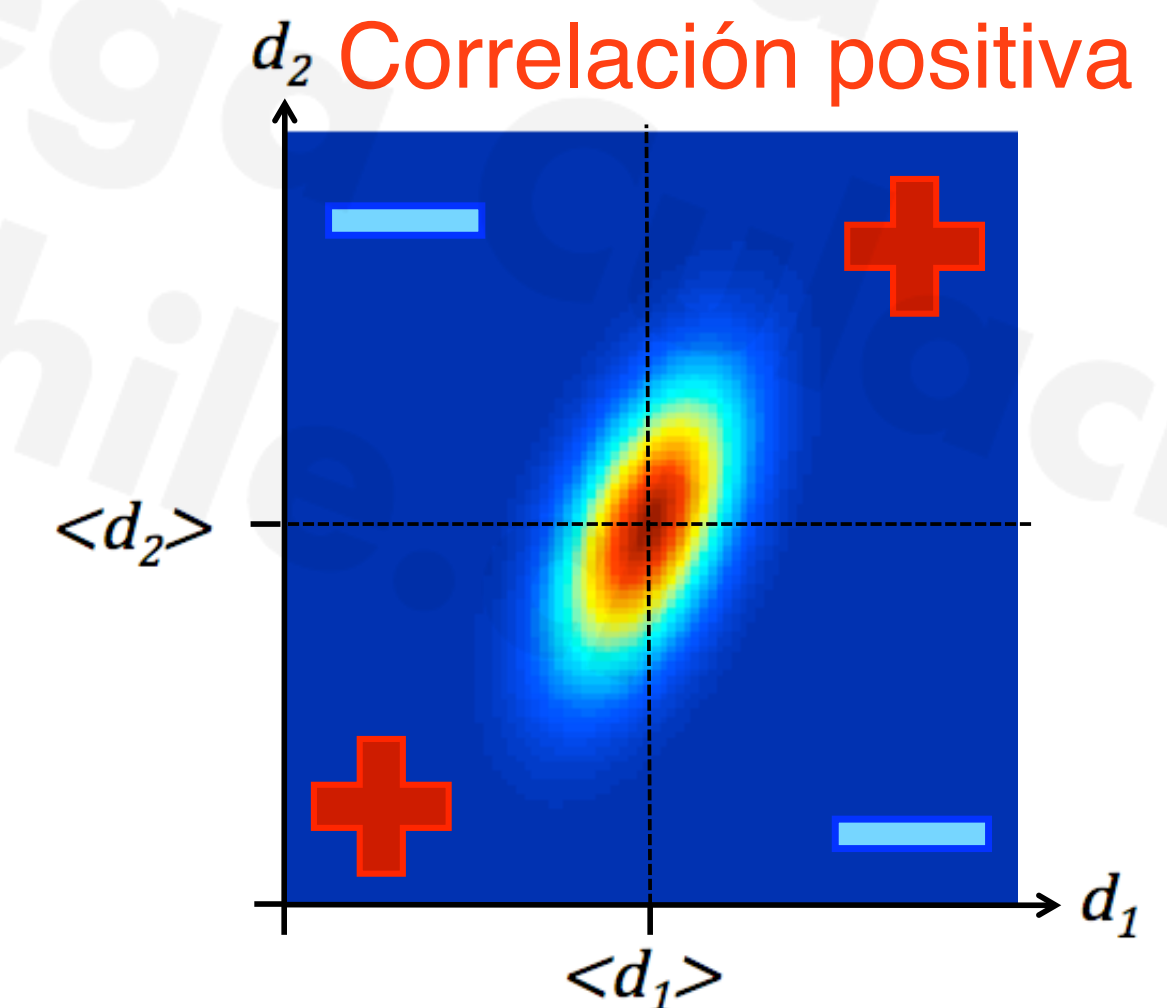 d₂ Correlación positiva
<d₂>
d₁
<d₁>